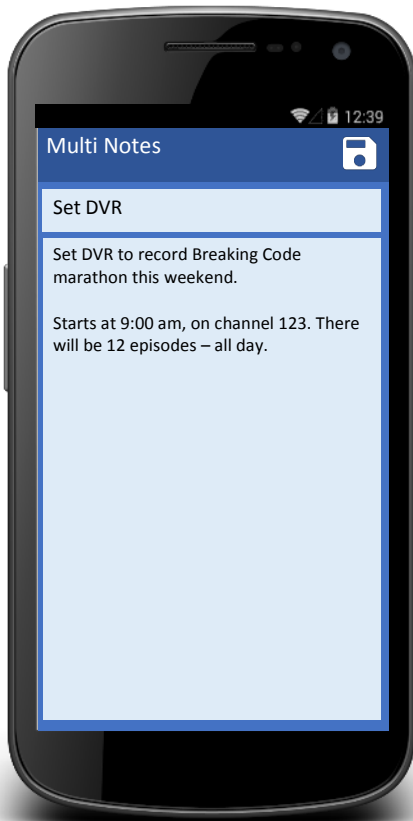 12:39
Multi Notes
Set DVR
Set DVR to record Breaking Code
marathon this weekend.
Starts at 9:00 am, on channel 123. There
will be 12 episodes – all day.